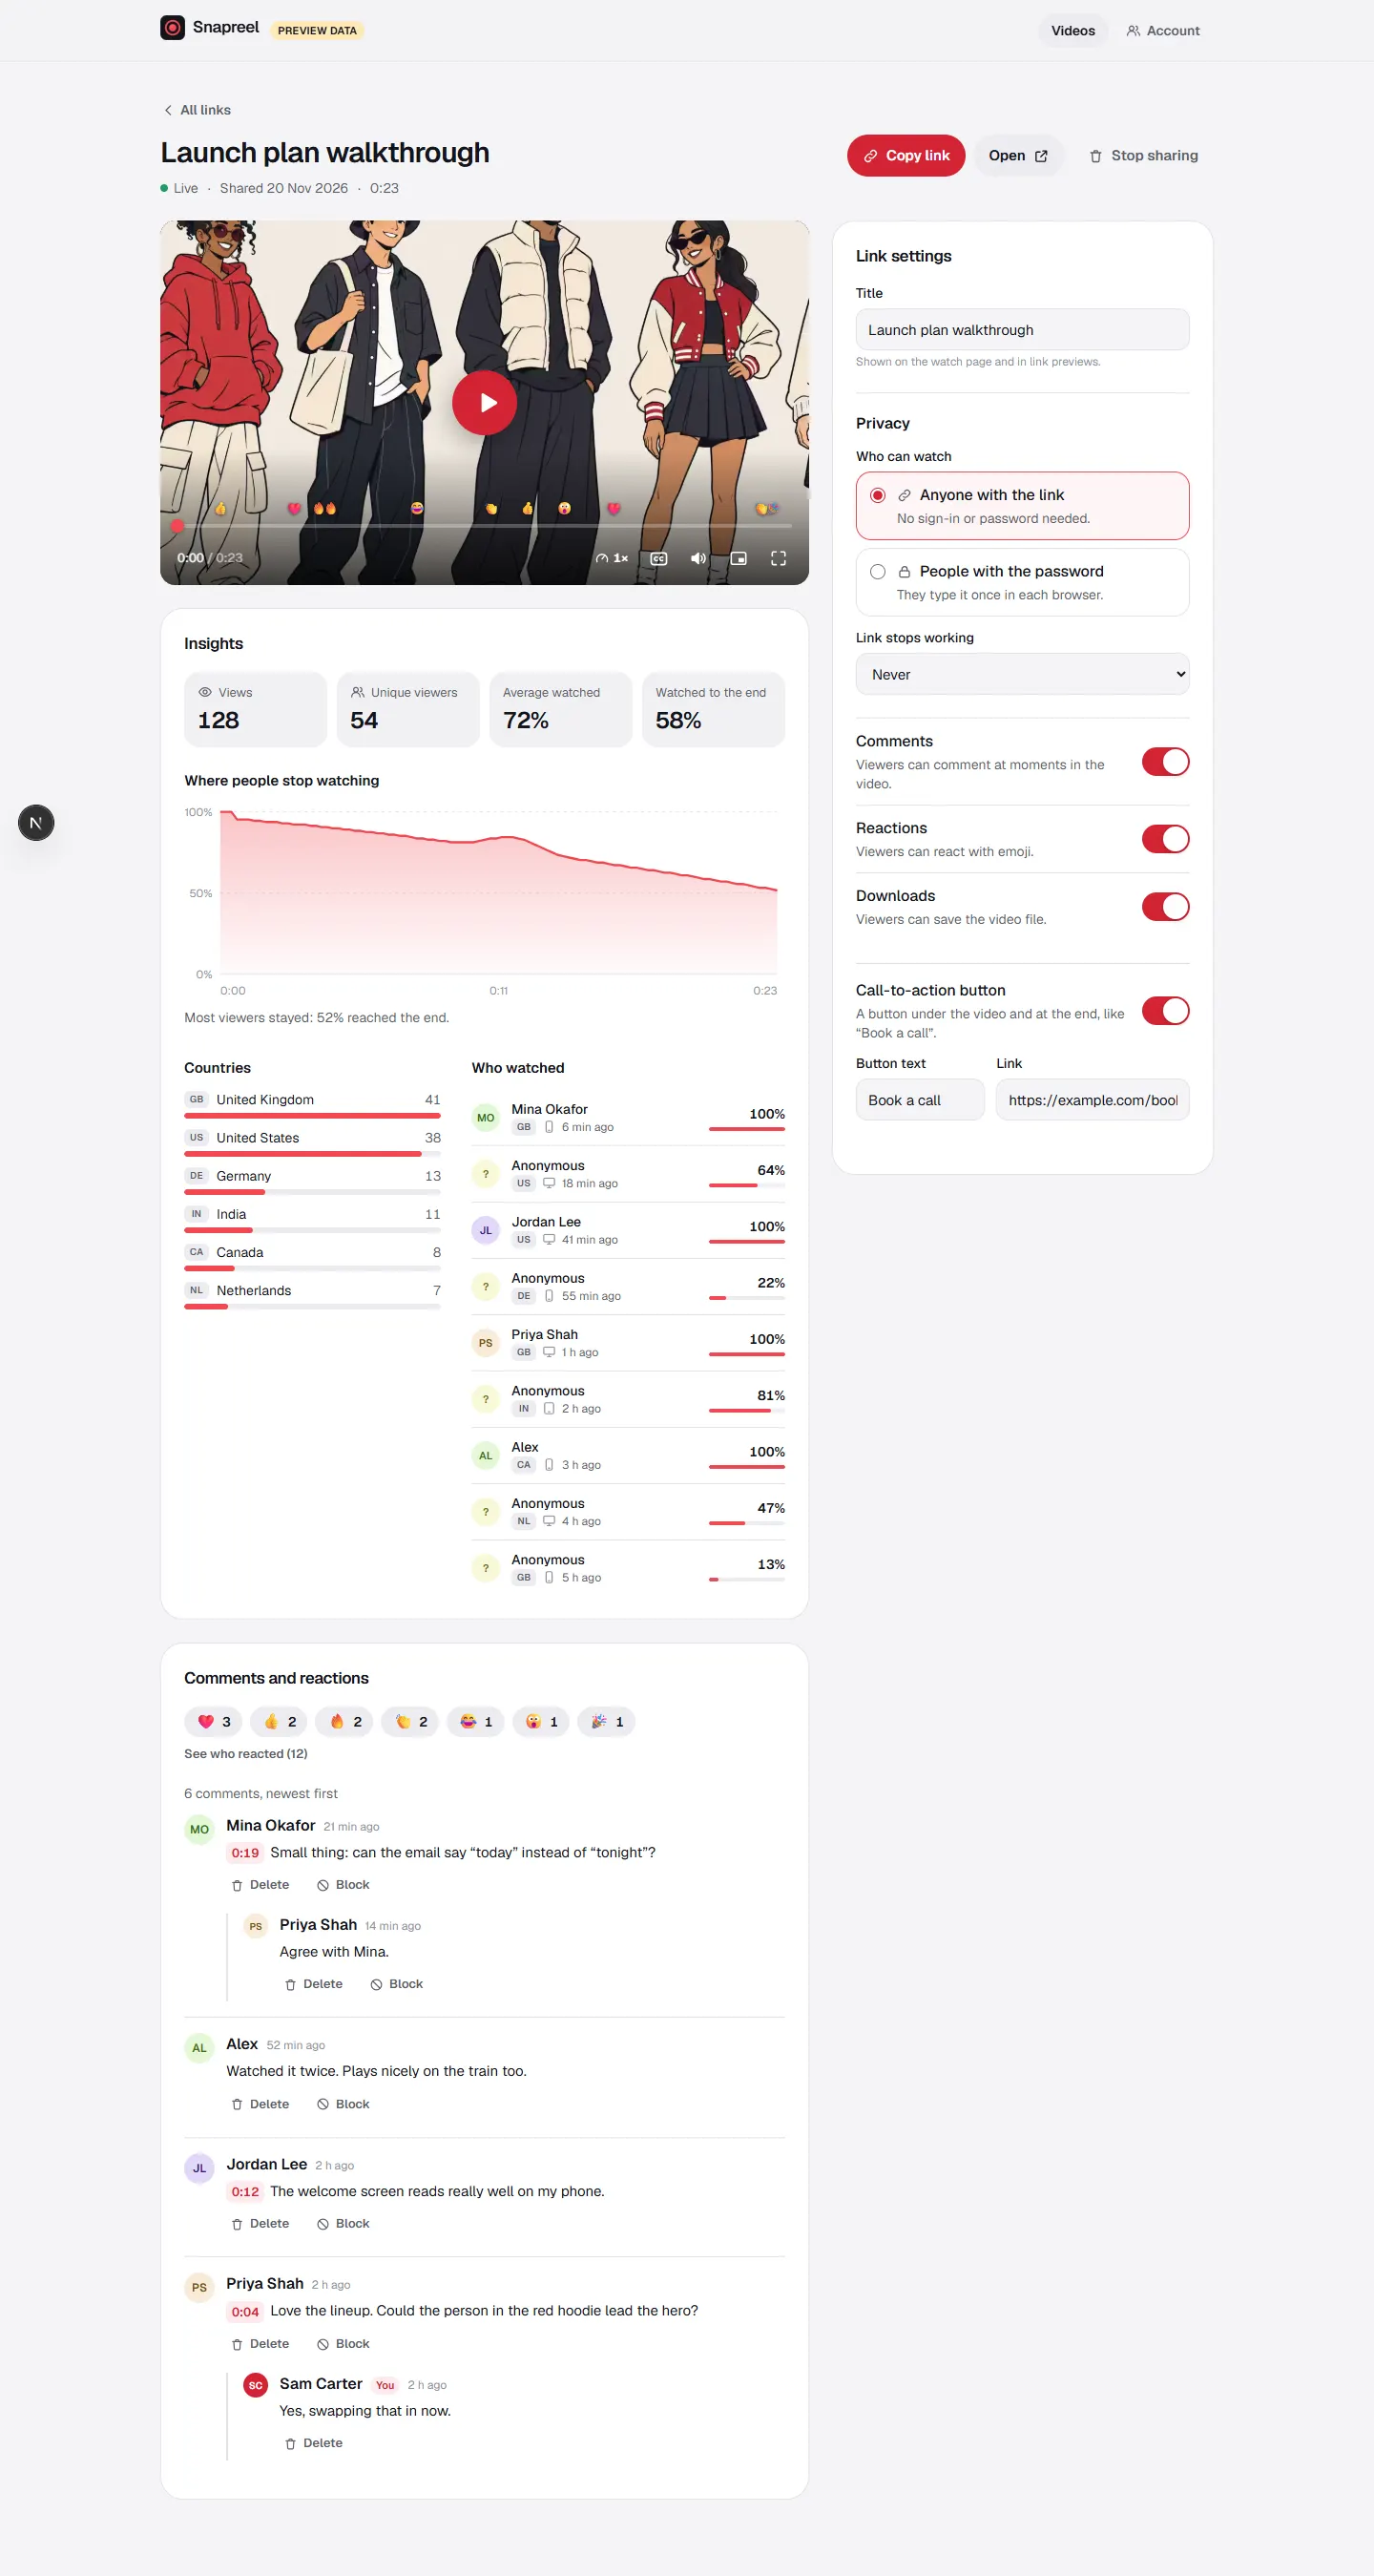 Snapreel
PREVIEW DATA
Videos
Account
All links
Launch plan walkthrough
Live · Shared 20 Nov 2026 · 0:23
Copy link
Open
Stop sharing
0:00 / 0:23
1×
CC
Insights
Views
128
Unique viewers
54
Average watched
72%
Watched to the end
58%
Where people stop watching
100%
50%
0%
0:00
0:11
0:23
Most viewers stayed: 52% reached the end.
Countries
GB United Kingdom 41
US United States 38
DE Germany 13
IN India 11
CA Canada 8
NL Netherlands 7
Who watched
MO Mina Okafor 100%
GB 6 min ago
? Anonymous 64%
US 18 min ago
JL Jordan Lee 100%
US 41 min ago
? Anonymous 22%
DE 55 min ago
PS Priya Shah 100%
GB 1 h ago
? Anonymous 81%
IN 2 h ago
AL Alex 100%
CA 3 h ago
? Anonymous 47%
NL 4 h ago
? Anonymous 13%
GB 5 h ago
Comments and reactions
❤️ 3 👍 2 🔥 2 👏 2 😂 1 😮 1 🎉 1
See who reacted (12)
6 comments, newest first
MO Mina Okafor 21 min ago
0:19 Small thing: can the email say “today” instead of “tonight”?
Delete Block
PS Priya Shah 14 min ago
Agree with Mina.
Delete Block
AL Alex 52 min ago
Watched it twice. Plays nicely on the train too.
Delete Block
JL Jordan Lee 2 h ago
0:12 The welcome screen reads really well on my phone.
Delete Block
PS Priya Shah 2 h ago
0:04 Love the lineup. Could the person in the red hoodie lead the hero?
Delete Block
SC Sam Carter You 2 h ago
Yes, swapping that in now.
Delete
Link settings
Title
Launch plan walkthrough
Shown on the watch page and in link previews.
Privacy
Who can watch
Anyone with the link
No sign-in or password needed.
People with the password
They type it once in each browser.
Link stops working
Never
Comments
Viewers can comment at moments in the
video.
Reactions
Viewers can react with emoji.
Downloads
Viewers can save the video file.
Call-to-action button
A button under the video and at the end, like
“Book a call”.
Button text
Link
Book a call
https://example.com/bool
N